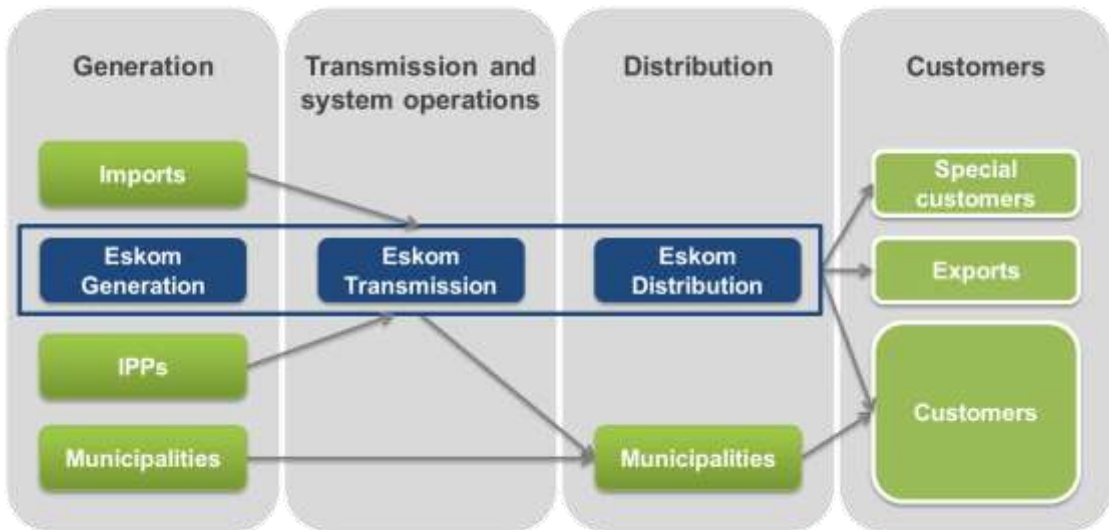 Generation
Transmission and
system operations
Distribution
Customers
Imports
Special
customers
Eskom
Generation
Eskom
Transmission
Eskom
Distribution
Exports
IPPs
Customers
Municipalities
Municipalities